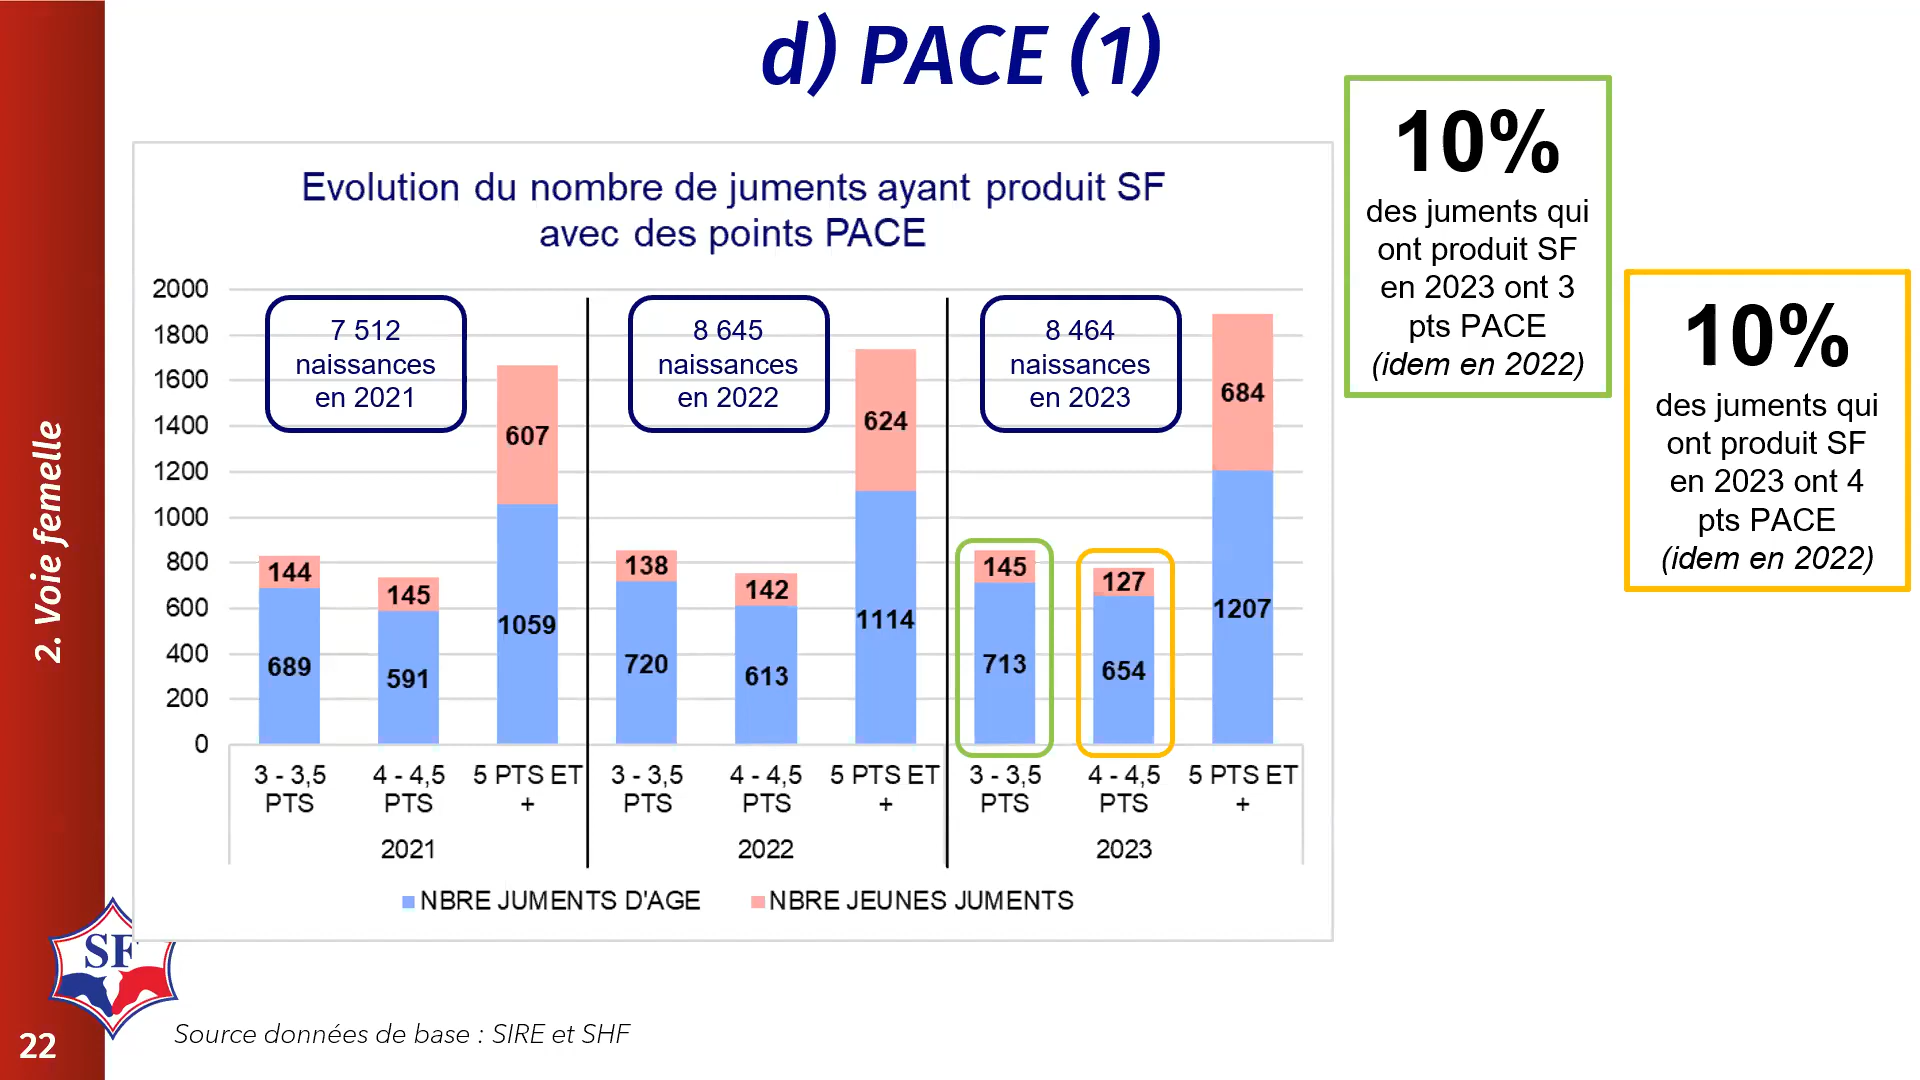 d) PACE (1)
Evolution du nombre de juments ayant produit SF
avec des points PACE
2000
1800
1600
1400
1200
1000
800
600
400
200
0
7 512
naissances
en 2021
8 645
naissances
en 2022
8 464
naissances
en 2023
144
689
145
591
607
1059
138
720
142
613
624
1114
145
713
127
654
684
1207
3 - 3,5
PTS
4 - 4,5
PTS
5 PTS ET
+
3 - 3,5
PTS
4 - 4,5
PTS
5 PTS ET
+
3 - 3,5
PTS
4 - 4,5
PTS
5 PTS ET
+
2021
2022
2023
NBRE JUMENTS D'AGE
NBRE JEUNES JUMENTS
10%
des juments qui
ont produit SF
en 2023 ont 3
pts PACE
(idem en 2022)
10%
des juments qui
ont produit SF
en 2023 ont 4
pts PACE
(idem en 2022)
2. Voie femelle
SF
22
Source données de base : SIRE et SHF